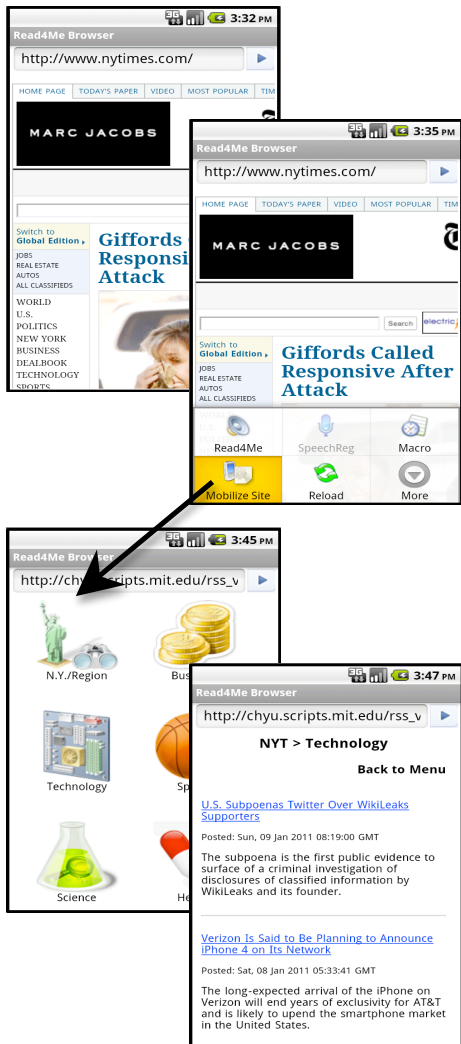 3G 3:32 PM
Read4Me Browser
http://www.nytimes.com/
HOME PAGE TODAY'S PAPER VIDEO MOST POPULAR TIM
MARC JACOBS
Switch to
Global Edition
JOBS
REAL ESTATE
AUTOS
ALL CLASSIFIEDS
WORLD
U.S.
POLITICS
NEW YORK
BUSINESS
DEALBOOK
TECHNOLOGY
SPORTS
Giffords
Responsi
Attack
3G 3:35 PM
Read4Me Browser
http://www.nytimes.com/
HOME PAGE TODAY'S PAPER VIDEO MOST POPULAR TIM
MARC JACOBS
Search
electric
Switch to
Global Edition
JOBS
REAL ESTATE
AUTOS
ALL CLASSIFIEDS
Giffords Called
Responsive After
Attack
Read4Me SpeechReg Macro
Mobilize Site Reload More
3G 3:45 PM
Read4Me Browser
http://chyu.scripts.mit.edu/rss_v
N.Y./Region Bus
Technology Sp
Science He
3G 3:47 PM
Read4Me Browser
http://chyu.scripts.mit.edu/rss_v
NYT > Technology
Back to Menu
U.S. Subpoenas Twitter Over WikiLeaks
Supporters
Posted: Sun, 09 Jan 2011 08:19:00 GMT
The subpoena is the first public evidence to
surface of a criminal investigation of
disclosures of classified information by
WikiLeaks and its founder.
Verizon Is Said to Be Planning to Announce
iPhone 4 on Its Network
Posted: Sat, 08 Jan 2011 05:33:41 GMT
The long-expected arrival of the iPhone on
Verizon will end years of exclusivity for AT&T
and is likely to upend the smartphone market
in the United States.